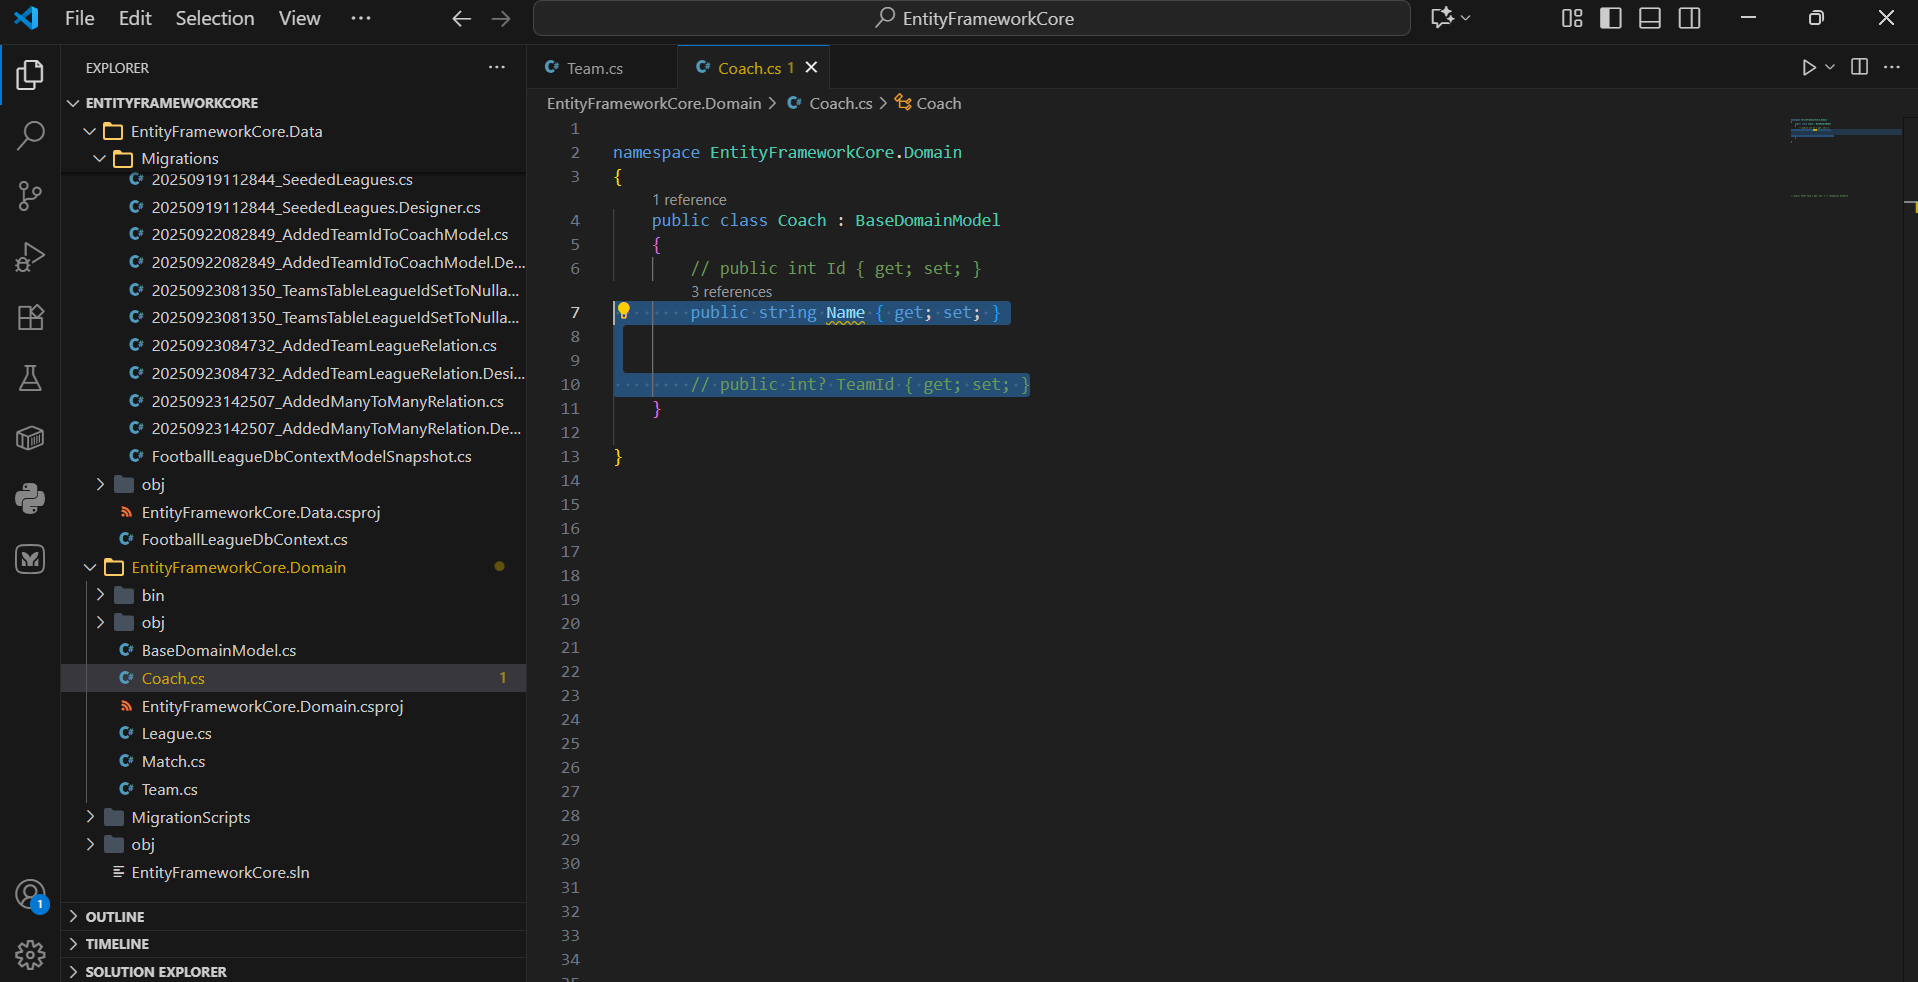 File Edit Selection View ···
EntityFrameworkCore
EXPLORER
ENTITYFRAMEWORKCORE
EntityFrameworkCore.Data
Migrations
20250919112844_SeededLeagues.cs
20250919112844_SeededLeagues.Designer.cs
20250922082849_AddedTeamIdToCoachModel.cs
20250922082849_AddedTeamIdToCoachModel.De...
20250923081350_TeamsTableLeagueIdSetToNulla...
20250923081350_TeamsTableLeagueIdSetToNulla...
20250923084732_AddedTeamLeagueRelation.cs
20250923084732_AddedTeamLeagueRelation.Desi...
20250923142507_AddedManyToManyRelation.cs
20250923142507_AddedManyToManyRelation.De...
FootballLeagueDbContextModelSnapshot.cs
obj
EntityFrameworkCore.Data.csproj
FootballLeagueDbContext.cs
EntityFrameworkCore.Domain
bin
obj
BaseDomainModel.cs
Coach.cs 1
EntityFrameworkCore.Domain.csproj
League.cs
Match.cs
Team.cs
MigrationScripts
obj
EntityFrameworkCore.sln
OUTLINE
TIMELINE
SOLUTION EXPLORER
1
Team.cs
Coach.cs 1
EntityFrameworkCore.Domain > Coach.cs > Coach
1
2 namespace EntityFrameworkCore.Domain
3 {
1 reference
4 public class Coach : BaseDomainModel
5 {
6 // public int Id { get; set; }
3 references
7 public string Name { get; set; }
8
9
10 // public int? TeamId { get; set; }
11 }
12
13 }
14
15
16
17
18
19
20
21
22
23
24
25
26
27
28
29
30
31
32
33
34